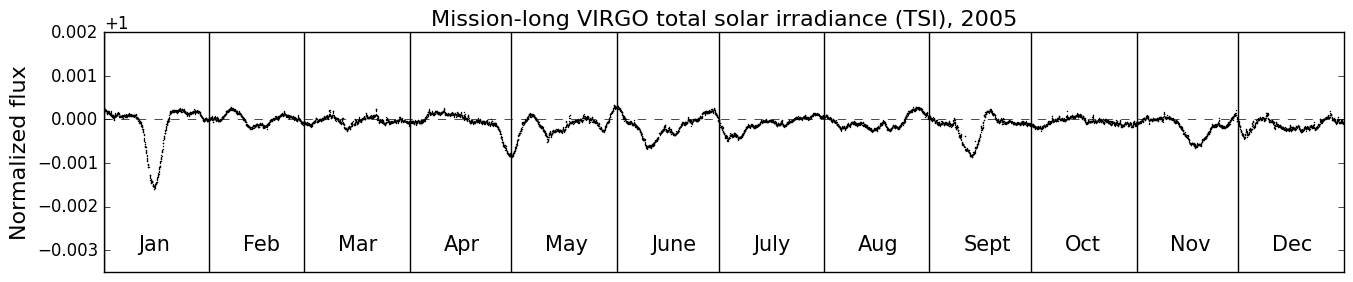 Mission-long VIRGO total solar irradiance (TSI), 2005
+1
0.002
0.001
0.000
−0.001
−0.002
−0.003
Normalized flux
Jan Feb Mar Apr May June July Aug Sept Oct Nov Dec